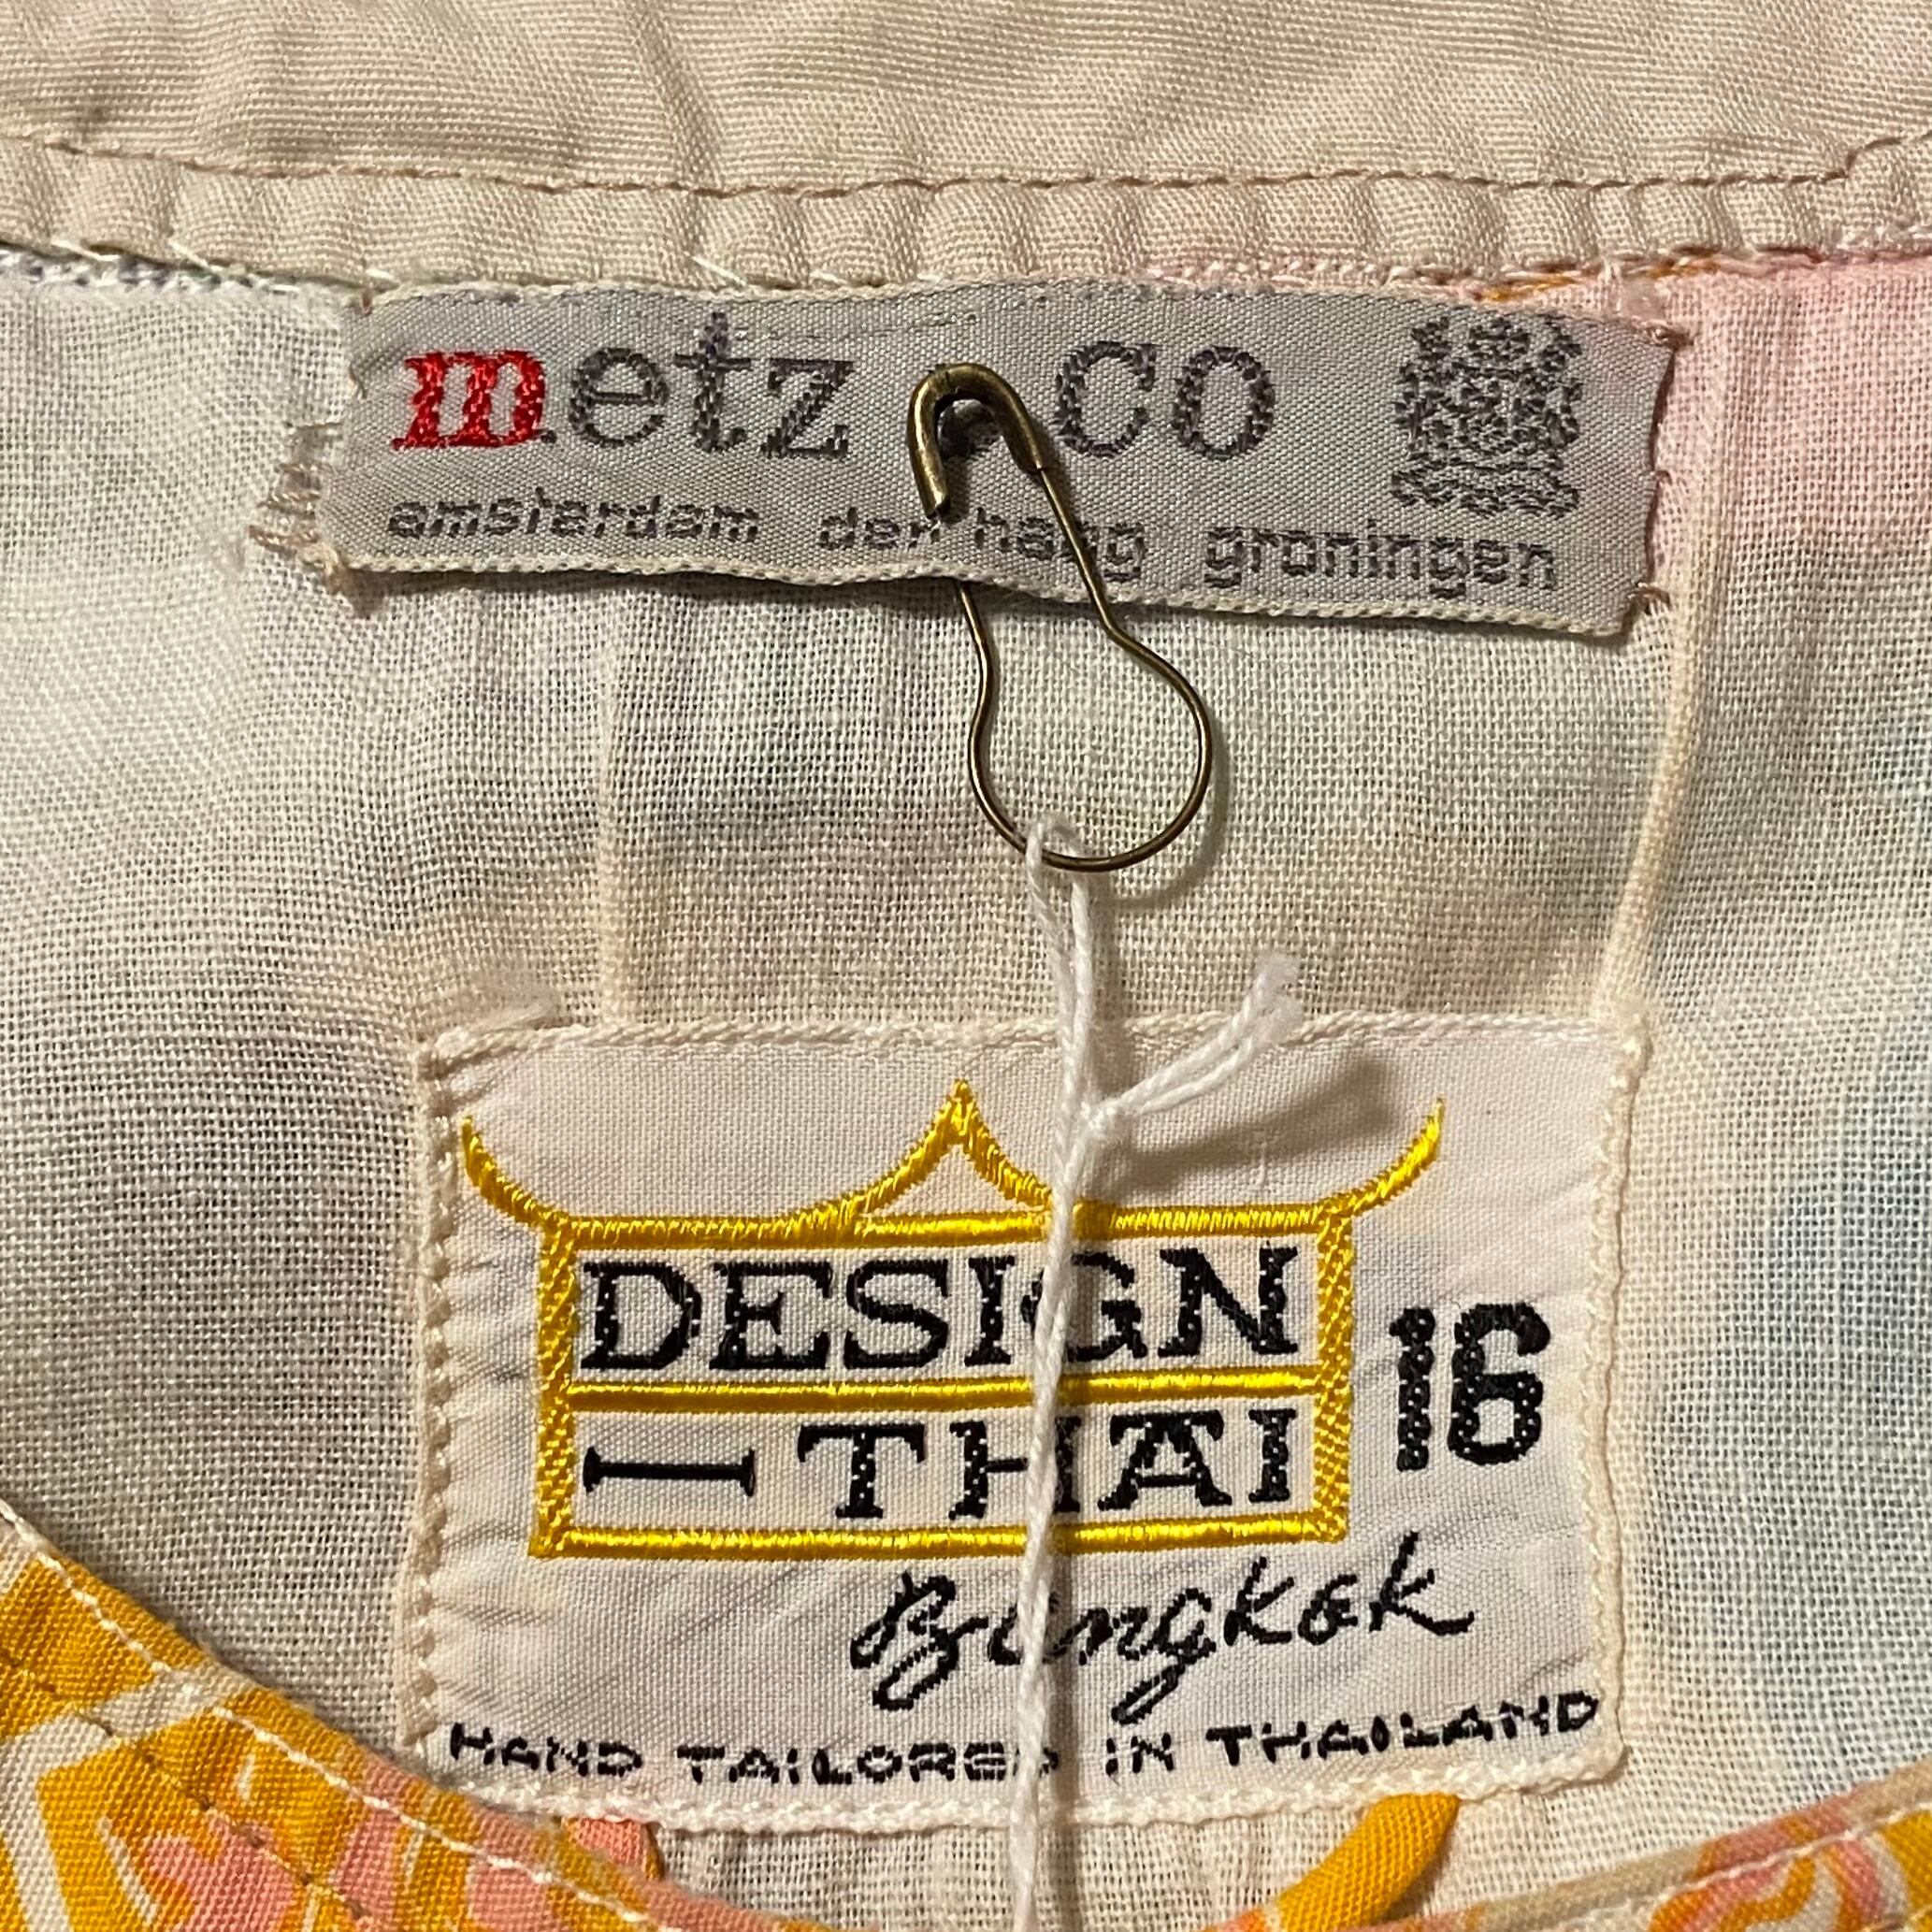 metz co
amsterdam den haag groningen
DESIGN
— THAI
16
Bangkok
HAND TAILORED IN THAILAND